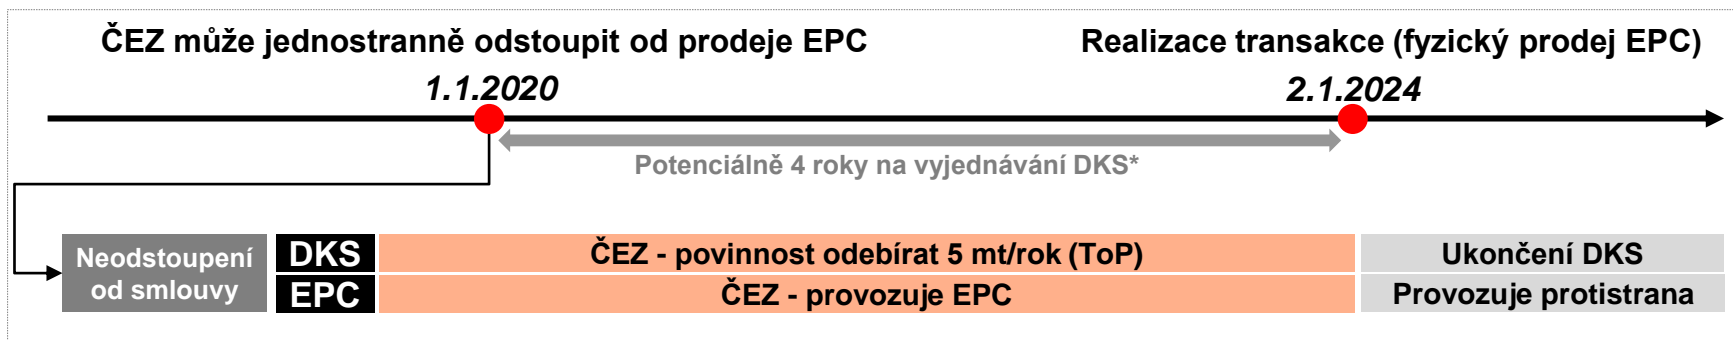 ČEZ může jednostranně odstoupit od prodeje EPC
Realizace transakce (fyzický prodej EPC)
1.1.2020
2.1.2024
Potenciálně 4 roky na vyjednávání DKS*
Neodstoupení
od smlouvy
DKS
ČEZ - povinnost odebírat 5 mt/rok (ToP)
Ukončení DKS
EPC
ČEZ - provozuje EPC
Provozuje protistrana